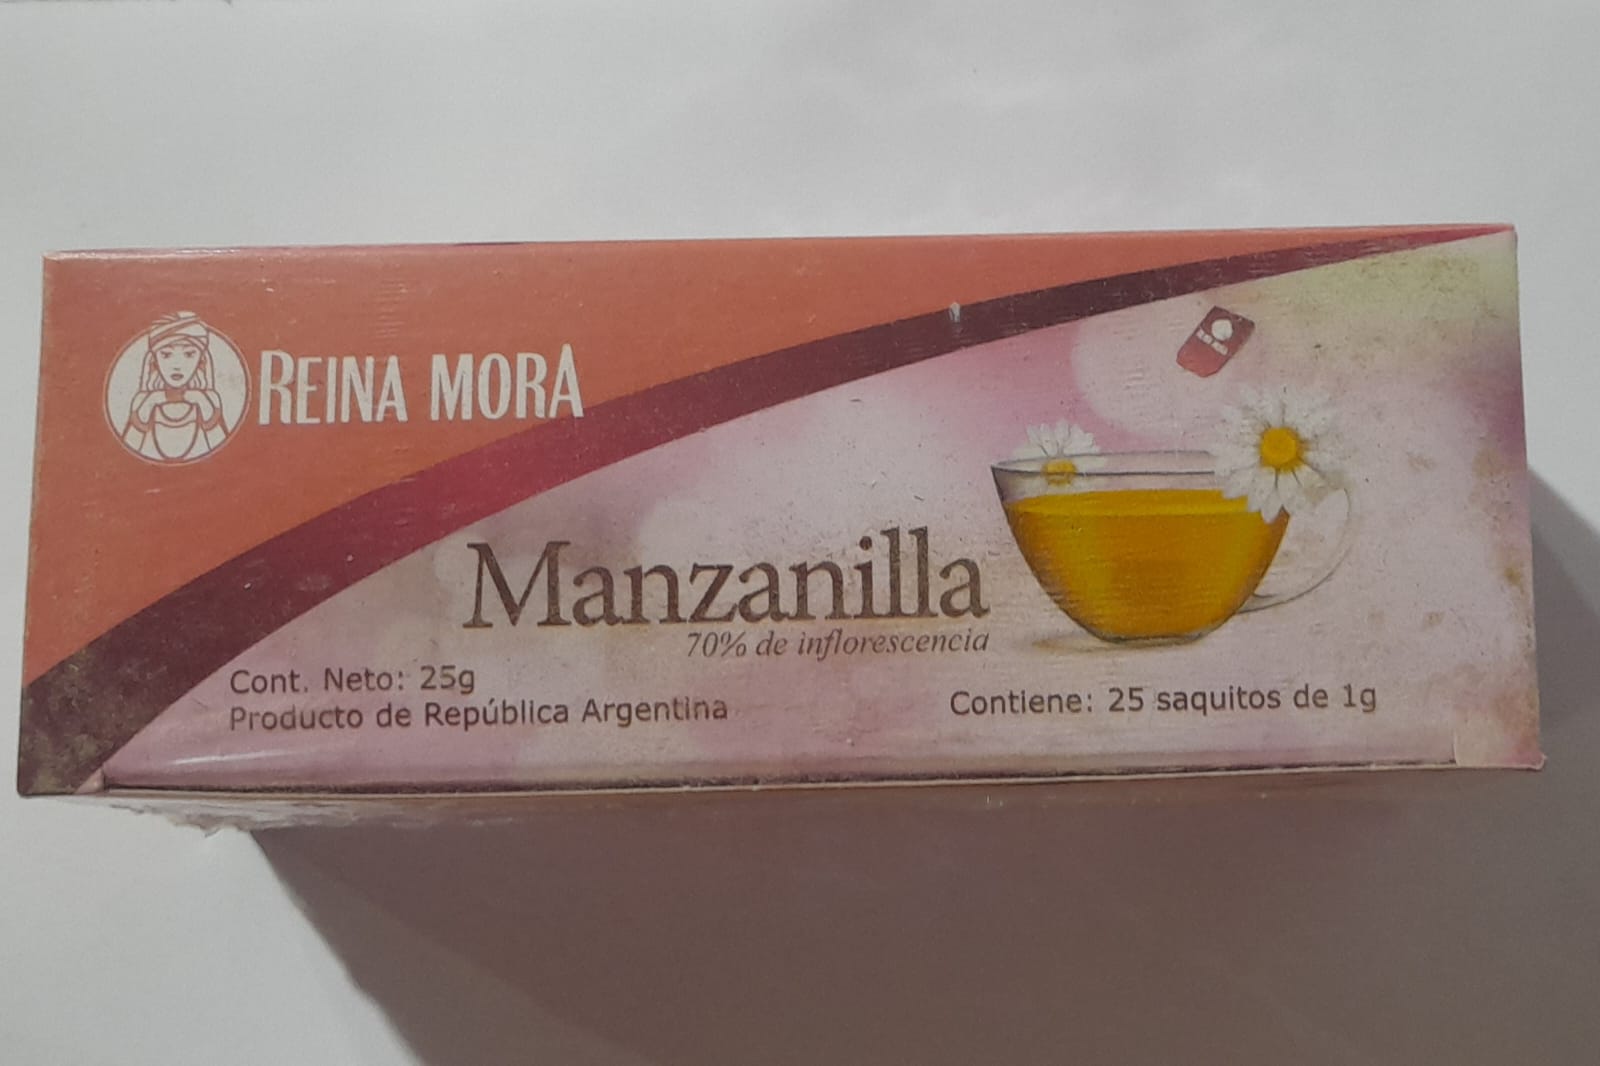 REINA MORA
Manzanilla
70% de inflorescencia
Cont. Neto: 25g
Producto de República Argentina
Contiene: 25 saquitos de 1g